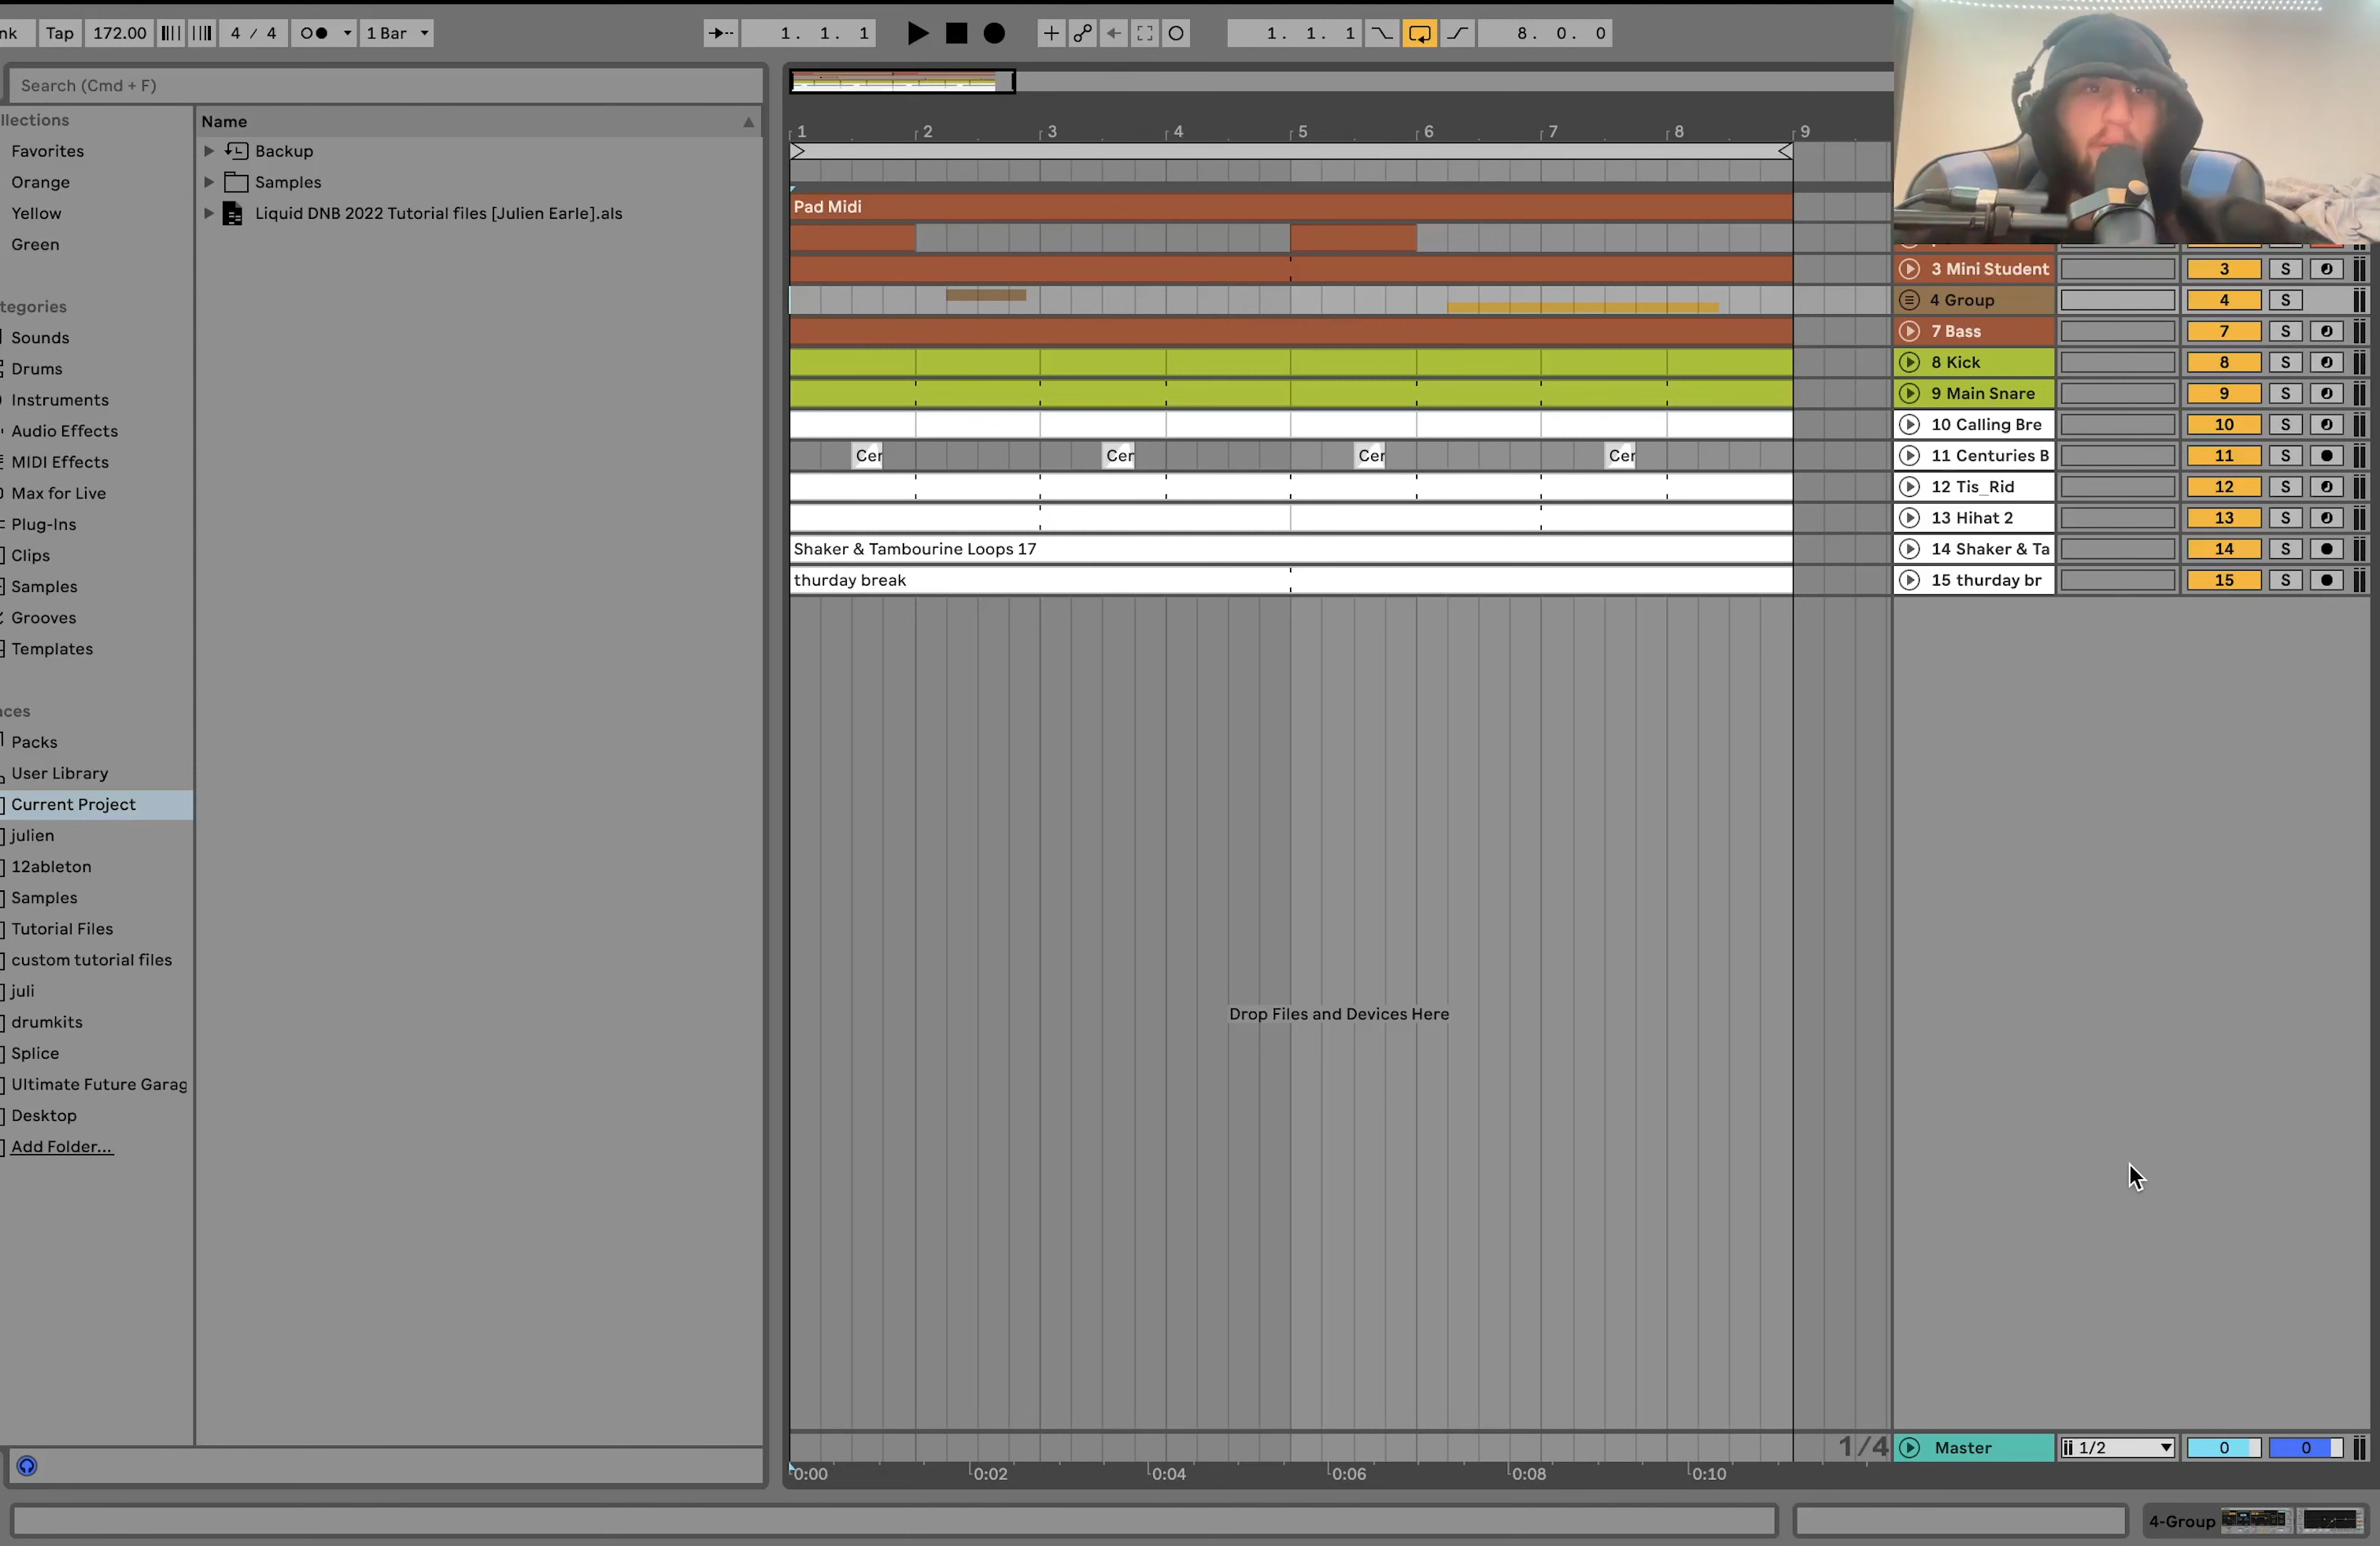 nk Tap 172.00 4 / 4 1 Bar 1. 1. 1 1. 1. 1 8. 0. 0
Search (Cmd + F)
llections
Favorites
Orange
Yellow
Green
tegories
Sounds
Drums
Instruments
Audio Effects
MIDI Effects
Max for Live
Plug-Ins
Clips
Samples
Grooves
Templates
aces
Packs
User Library
Current Project
julien
12ableton
Samples
Tutorial Files
custom tutorial files
juli
drumkits
Splice
Ultimate Future Garag
Desktop
Add Folder...
Name
Backup
Samples
Liquid DNB 2022 Tutorial files [Julien Earle].als
1 2 3 4 5 6 7 8 9
Pad Midi
3 Mini Student 3 S
4 Group 4 S
7 Bass 7 S
8 Kick 8 S
9 Main Snare 9 S
10 Calling Bre 10 S
Cer Cer Cer Cer 11 Centuries B 11 S
12 Tis_Rid 12 S
13 Hihat 2 13 S
Shaker & Tambourine Loops 17 14 Shaker & Ta 14 S
thurday break 15 thurday br 15 S
Drop Files and Devices Here
1/4 Master 1/2 0 0
0:00 0:02 0:04 0:06 0:08 0:10
4-Group